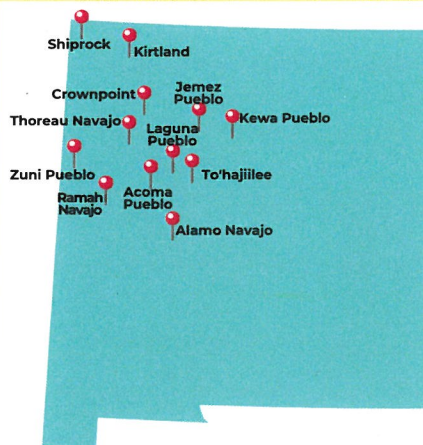 Shiprock
Kirtland
Crownpoint
Jemez
Pueblo
Kewa Pueblo
Thoreau Navajo
Laguna
Pueblo
Zuni Pueblo
To'hajiilee
Ramah
Navajo
Acoma
Pueblo
Alamo Navajo